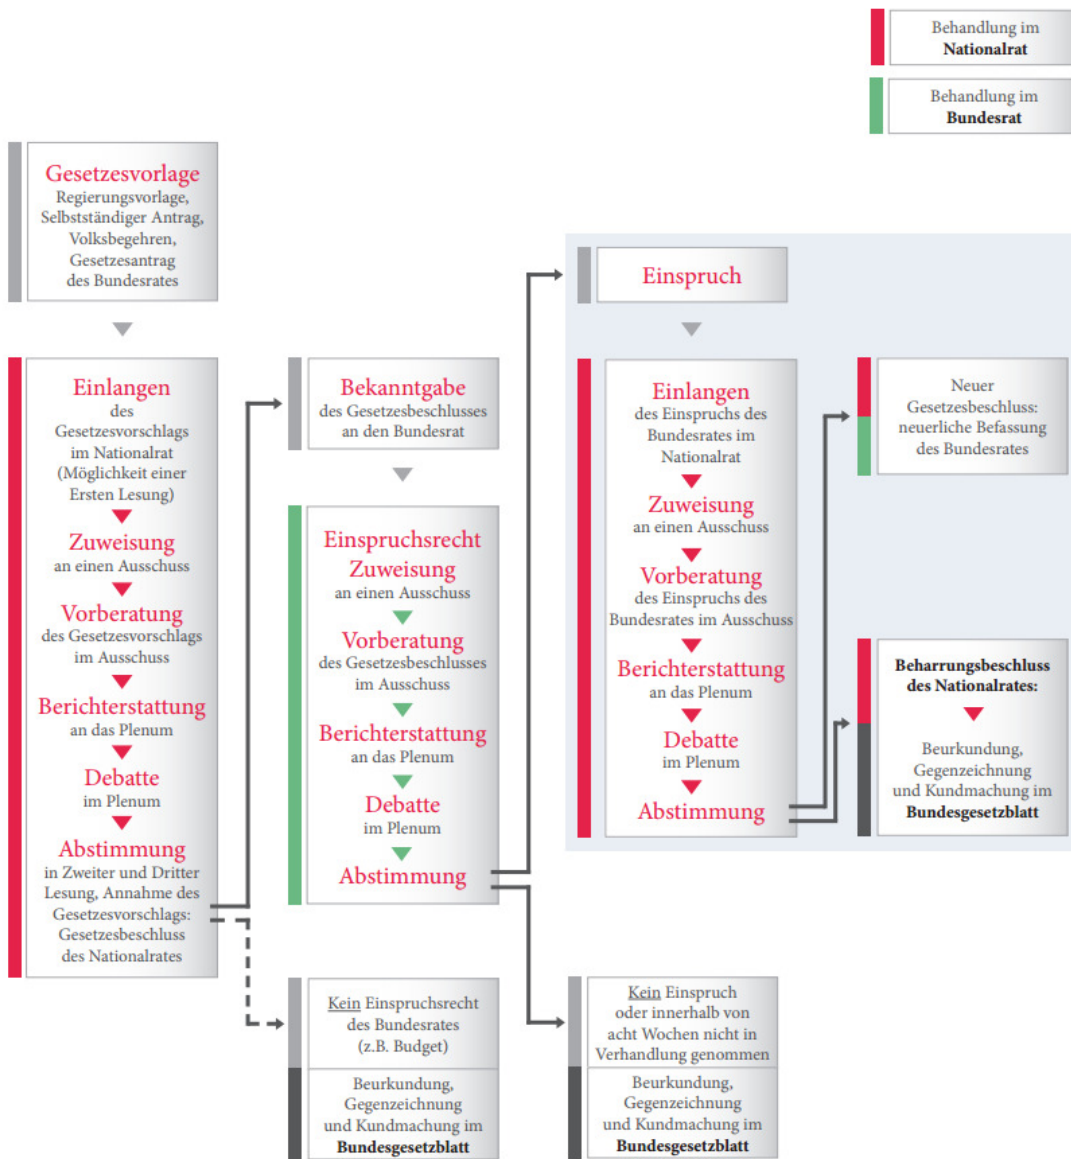 Behandlung im
Nationalrat
Behandlung im
Bundesrat
Gesetzesvorlage
Regierungsvorlage,
Selbstständiger Antrag,
Volksbegehren,
Gesetzesantrag
des Bundesrates
Einlangen
des
Gesetzesvorschlags
im Nationalrat
(Möglichkeit einer
Ersten Lesung)
Zuweisung
an einen Ausschuss
Vorberatung
des Gesetzesvorschlags
im Ausschuss
Berichterstattung
an das Plenum
Debatte
im Plenum
Abstimmung
in Zweiter und Dritter
Lesung, Annahme des
Gesetzesvorschlags:
Gesetzesbeschluss
des Nationalrates
Bekanntgabe
des Gesetzesbeschlusses
an den Bundesrat
Einspruchsrecht
Zuweisung
an einen Ausschuss
Vorberatung
des Gesetzesbeschlusses
im Ausschuss
Berichterstattung
an das Plenum
Debatte
im Plenum
Abstimmung
Kein Einspruchsrecht
des Bundesrates
(z.B. Budget)
Beurkundung,
Gegenzeichnung
und Kundmachung im
Bundesgesetzblatt
Einspruch
Einlangen
des Einspruchs des
Bundesrates im
Nationalrat
Zuweisung
an einen Ausschuss
Vorberatung
des Einspruchs des
Bundesrates im Ausschuss
Berichterstattung
an das Plenum
Debatte
im Plenum
Abstimmung
Kein Einspruch
oder innerhalb von
acht Wochen nicht in
Verhandlung genommen
Beurkundung,
Gegenzeichnung
und Kundmachung im
Bundesgesetzblatt
Neuer
Gesetzesbeschluss:
neuerliche Befassung
des Bundesrates
Beharrungsbeschluss
des Nationalrates:
Beurkundung,
Gegenzeichnung
und Kundmachung im
Bundesgesetzblatt